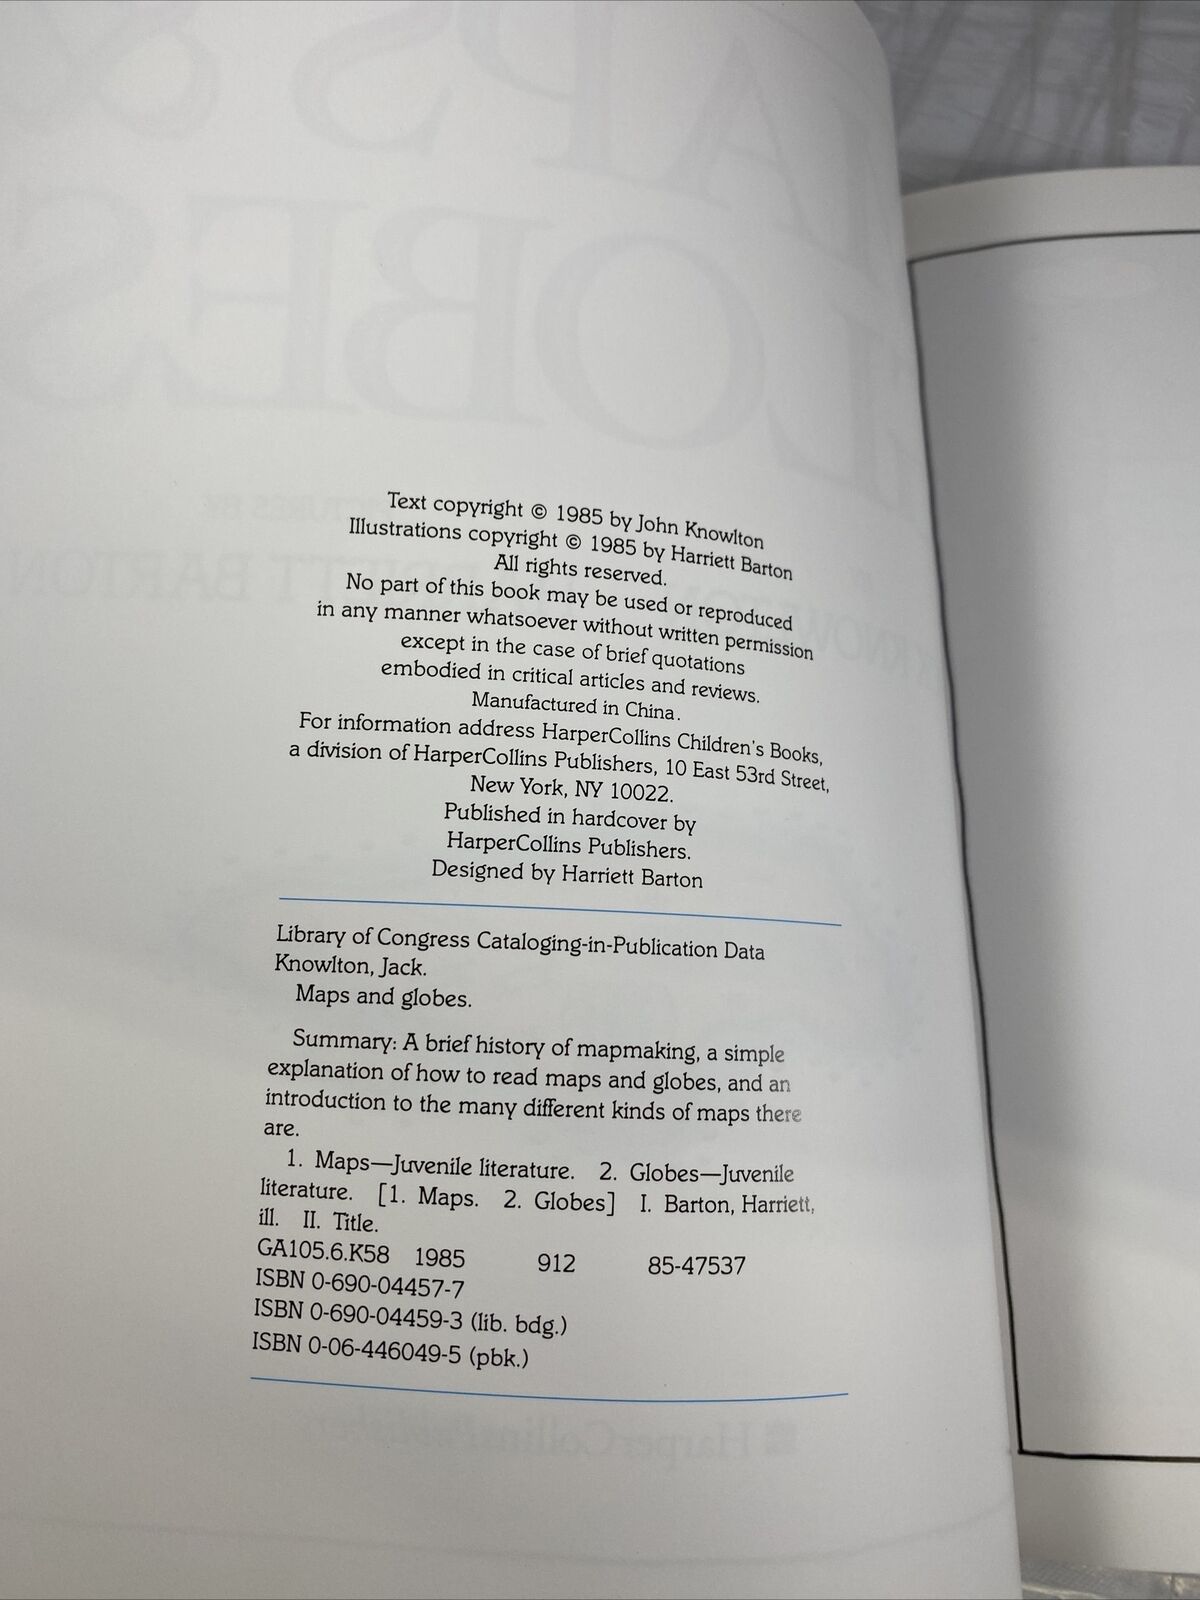 Text copyright © 1985 by John Knowlton
Illustrations copyright © 1985 by Harriett Barton
All rights reserved.
No part of this book may be used or reproduced
in any manner whatsoever without written permission
except in the case of brief quotations
embodied in critical articles and reviews.
Manufactured in China.
For information address HarperCollins Children's Books,
a division of HarperCollins Publishers, 10 East 53rd Street,
New York, NY 10022.
Published in hardcover by
HarperCollins Publishers.
Designed by Harriett Barton
Library of Congress Cataloging-in-Publication Data
Knowlton, Jack.
Maps and globes.
Summary: A brief history of mapmaking, a simple
explanation of how to read maps and globes, and an
introduction to the many different kinds of maps there
are.
1. Maps—Juvenile literature. 2. Globes—Juvenile
literature. [1. Maps. 2. Globes] I. Barton, Harriett,
ill. II. Title.
GA105.6.K58 1985 912 85-47537
ISBN 0-690-04457-7
ISBN 0-690-04459-3 (lib. bdg.)
ISBN 0-06-446049-5 (pbk.)